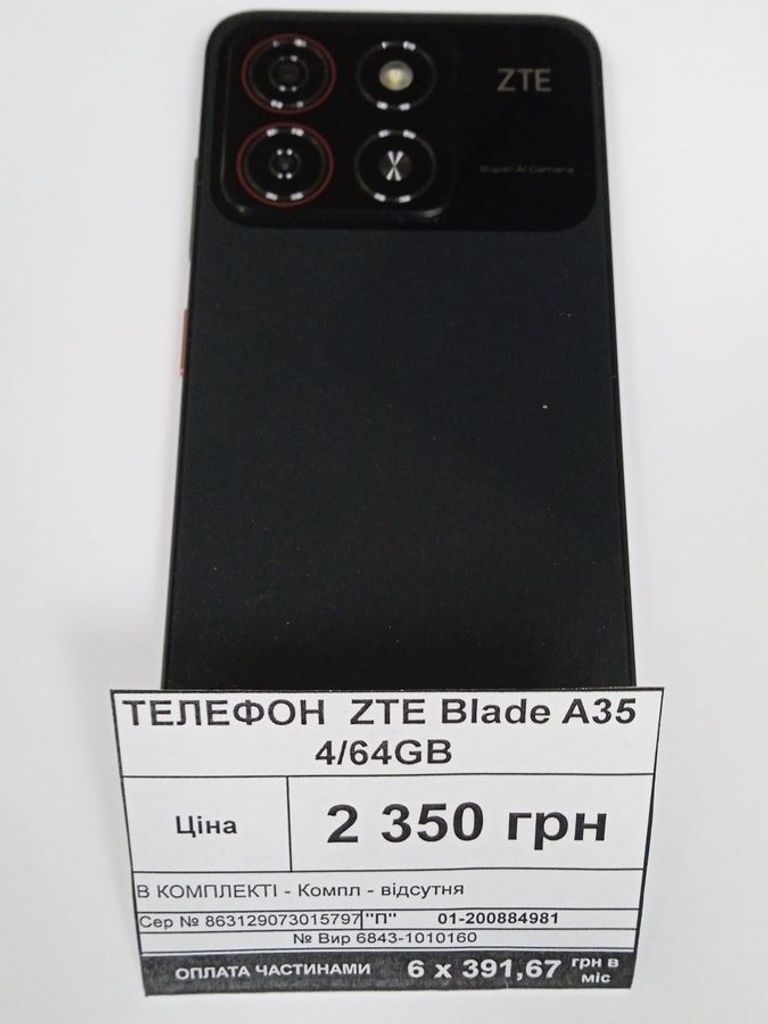 ZTE
Super AI Camera
ТЕЛЕФОН ZTE Blade A35
4/64GB
Ціна
2 350 грн
В КОМПЛЕКТІ - Компл - відсутня
Сер № 863129073015797 "П" 01-200884981
№ Вир 6843-1010160
ОПЛАТА ЧАСТИНАМИ 6 x 391,67 грн в міс